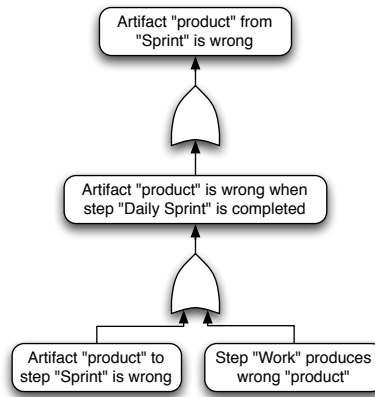 Artifact "product" from
"Sprint" is wrong
Artifact "product" is wrong when
step "Daily Sprint" is completed
Artifact "product" to
step "Sprint" is wrong
Step "Work" produces
wrong "product"